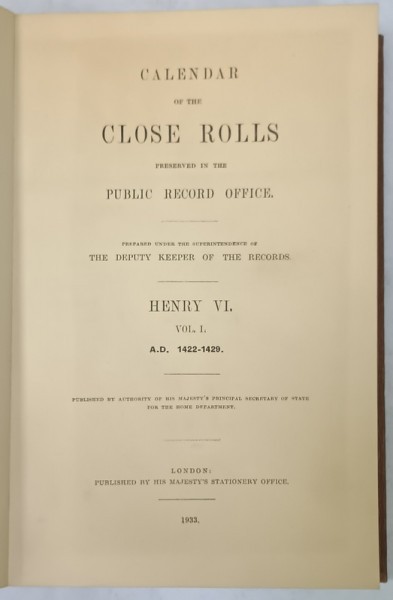 CALENDAR
OF THE
CLOSE ROLLS
PRESERVED IN THE
PUBLIC RECORD OFFICE.
PREPARED UNDER THE SUPERINTENDENCE OF
THE DEPUTY KEEPER OF THE RECORDS.
HENRY VI.
VOL. I.
A.D. 1422-1429.
PUBLISHED BY AUTHORITY OF HIS MAJESTY'S PRINCIPAL SECRETARY OF STATE
FOR THE HOME DEPARTMENT.
LONDON:
PUBLISHED BY HIS MAJESTY'S STATIONERY OFFICE.
1933.